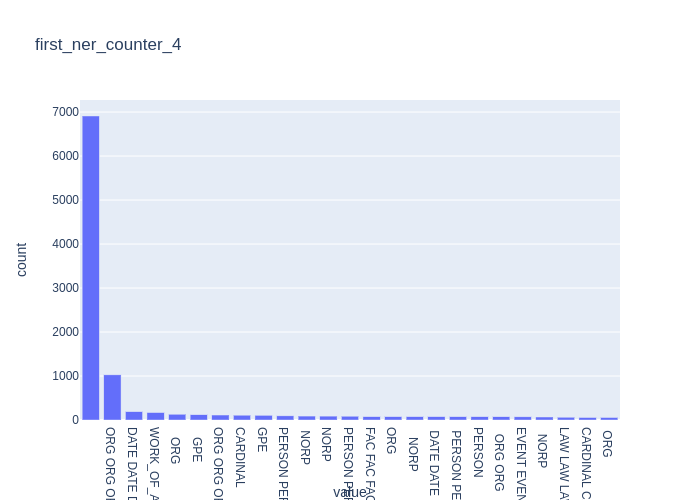 first_ner_counter_4
7000
6000
5000
4000
3000
2000
1000
0
count
ORG ORG
DATE DATE
WORK_OF_A
ORG
GPE
ORG ORG
CARDINAL
GPE
PERSON PER
NORP
NORP
PERSON
FAC FAC FAC
ORG
NORP
DATE DATE
PERSON PE
PERSON
ORG ORG
EVENT EVEN
NORP
LAW LAW LA
CARDINAL C
ORG
value